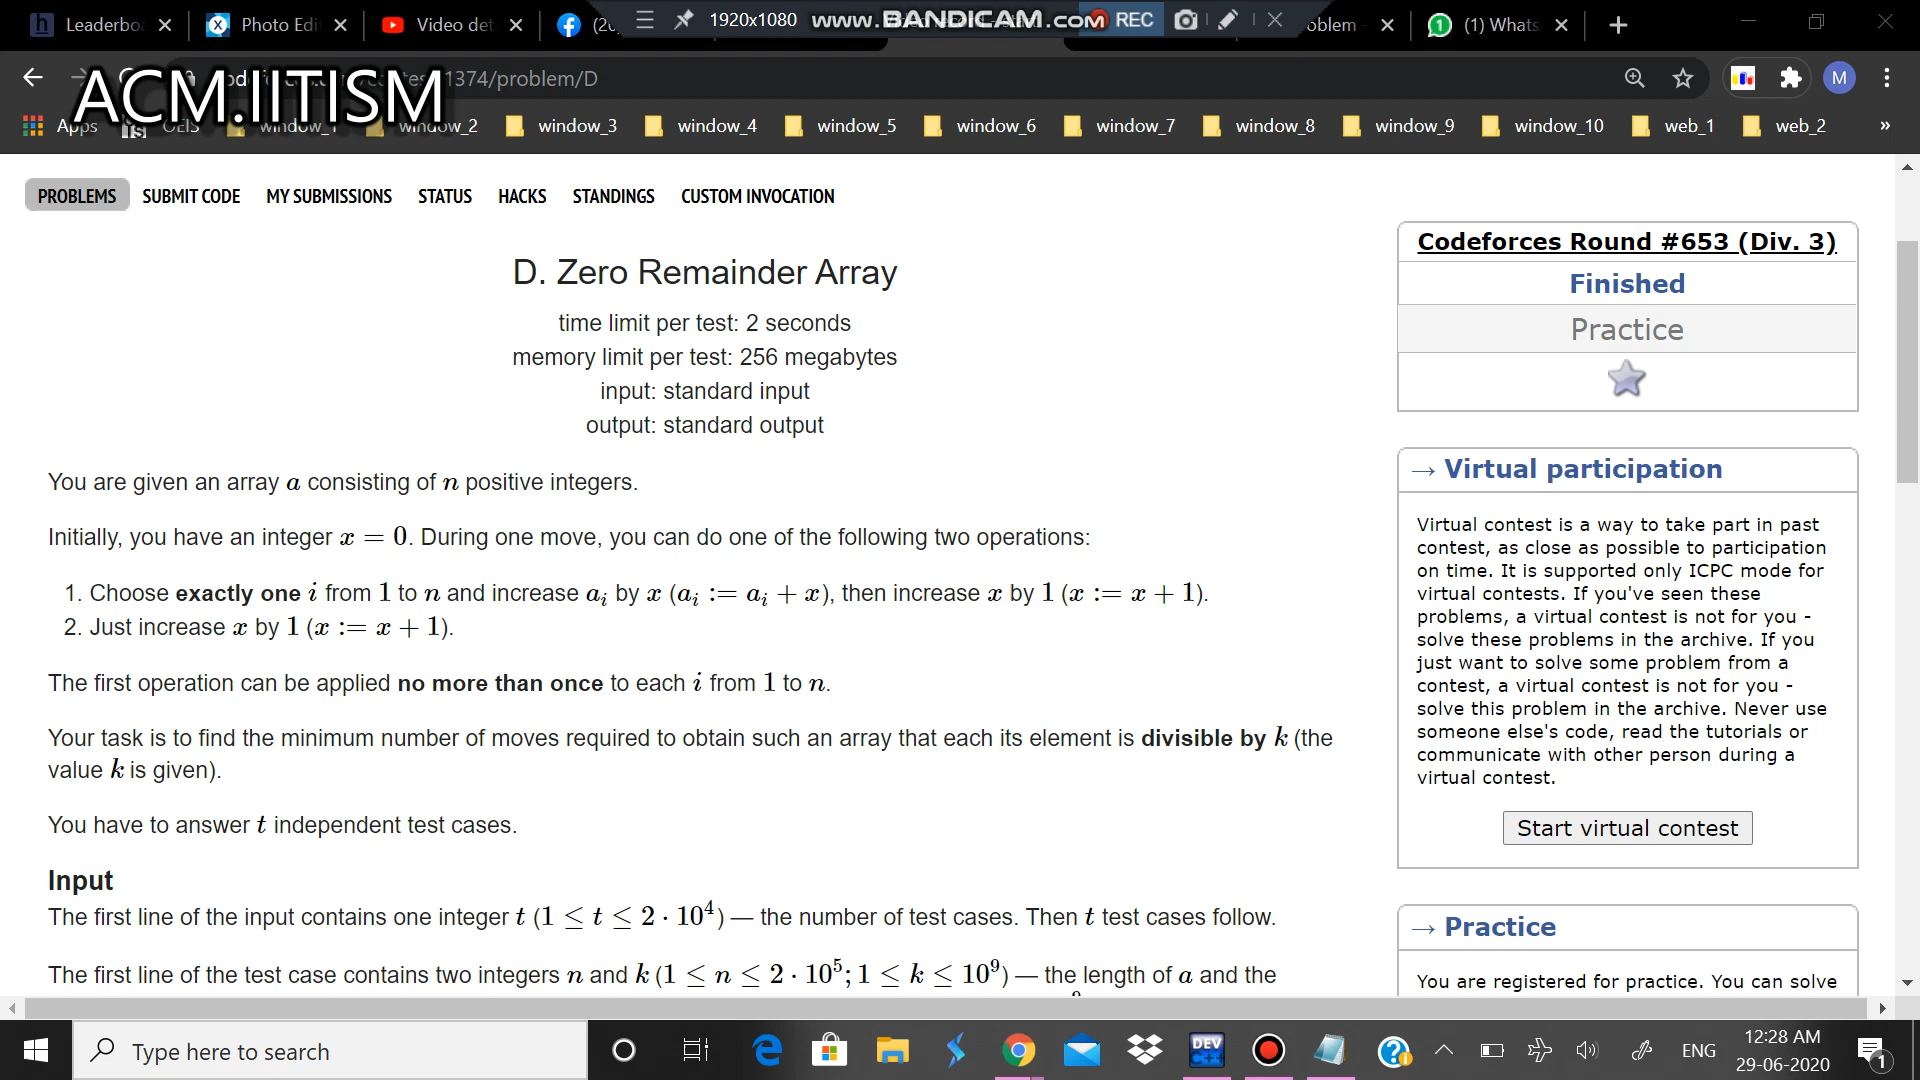 Leaderbo
Photo Edi
Video det
1920x1080
www.BANDICAM.com
REC
oblem
(1) Whats
ACM.IITISM
1374/problem/D
M
Apps
window_2
window_3
window_4
window_5
window_6
window_7
window_8
window_9
window_10
web_1
web_2
»
PROBLEMS
SUBMIT CODE
MY SUBMISSIONS
STATUS
HACKS
STANDINGS
CUSTOM INVOCATION
D. Zero Remainder Array
time limit per test: 2 seconds
memory limit per test: 256 megabytes
input: standard input
output: standard output
You are given an array a consisting of n positive integers.
Initially, you have an integer x = 0. During one move, you can do one of the following two operations:
1. Choose exactly one i from 1 to n and increase aᵢ by x (aᵢ := aᵢ + x), then increase x by 1 (x := x + 1).
2. Just increase x by 1 (x := x + 1).
The first operation can be applied no more than once to each i from 1 to n.
Your task is to find the minimum number of moves required to obtain such an array that each its element is divisible by k (the
value k is given).
You have to answer t independent test cases.
Input
The first line of the input contains one integer t (1 ≤ t ≤ 2 · 10⁴) — the number of test cases. Then t test cases follow.
The first line of the test case contains two integers n and k (1 ≤ n ≤ 2 · 10⁵; 1 ≤ k ≤ 10⁹) — the length of a and the
Codeforces Round #653 (Div. 3)
Finished
Practice
→ Virtual participation
Virtual contest is a way to take part in past
contest, as close as possible to participation
on time. It is supported only ICPC mode for
virtual contests. If you've seen these
problems, a virtual contest is not for you -
solve these problems in the archive. If you
just want to solve some problem from a
contest, a virtual contest is not for you -
solve this problem in the archive. Never use
someone else's code, read the tutorials or
communicate with other person during a
virtual contest.
Start virtual contest
→ Practice
You are registered for practice. You can solve
Type here to search
DEV
C++
ENG
12:28 AM
29-06-2020
1